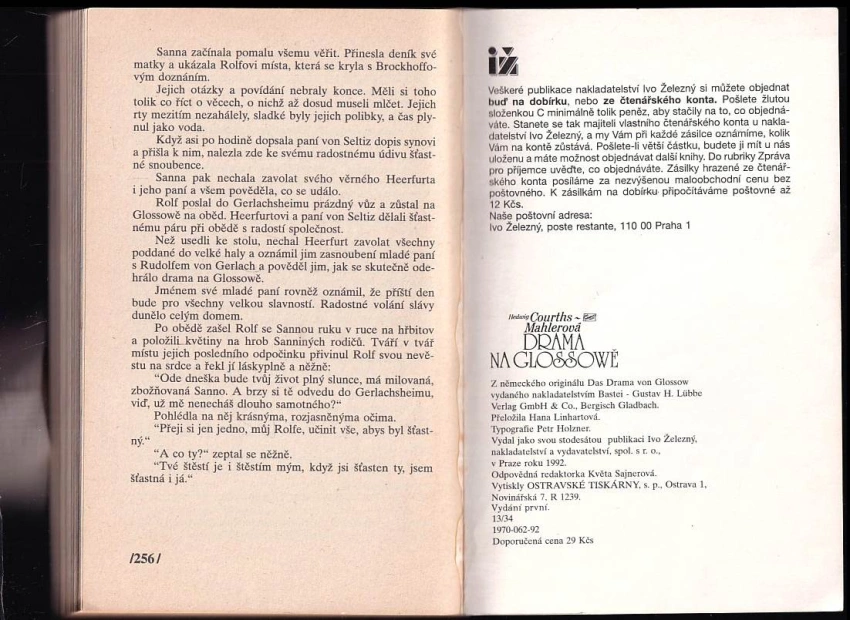 Sanna začínala pomalu všemu věřit. Přinesla deník své
matky a ukázala Rolfovi místa, která se kryla s Brockhoffo-
vým doznáním.
Jejich otázky a povídání nebraly konce. Měli si toho
tolik co říct o věcech, o nichž až dosud museli mlčet. Jejich
rty mezitím nezahálely, sladké byly jejich polibky, a čas ply-
nul jako voda.
Když asi po hodině dopsala paní von Seltiz dopis synovi
a přišla k nim, nalezla zde ke svému radostnému údivu šťast-
né snoubence.
Sanna pak nechala zavolat svého věrného Heerfurta
i jeho paní a všem pověděla, co se událo.
Rolf poslal do Gerlachsheimu prázdný vůz a zůstal na
Glossowě na oběd. Heerfurtovi a paní von Seltiz dělali šťast-
nému páru při obědě s radostí společnost.
Než usedli ke stolu, nechal Heerfurt zavolat všechny
poddané do velké haly a oznámil jim zasnoubení mladé paní
s Rudolfem von Gerlach a pověděl jim, jak se skutečně ode-
hrálo drama na Glossowě.
Jménem své mladé paní rovněž oznámil, že příští den
bude pro všechny velkou slavností. Radostné volání slávy
dunělo celým domem.
Po obědě zašel Rolf se Sannou ruku v ruce na hřbitov
a položili květiny na hrob Sanniných rodičů. Tváří v tvář
místu jejich posledního odpočinku přivinul Rolf svou nevě-
stu na srdce a řekl jí láskyplně a něžně:
"Ode dneška bude tvůj život plný slunce, má milovaná,
zbožňovaná Sanno. A brzy si tě odvedu do Gerlachsheimu,
viď, už mě nenecháš dlouho samotného?"
Pohlédla na něj krásnýma, rozjasněnýma očima.
"Přeji si jen jedno, můj Rolfe, učinit vše, abys byl šťast-
ný."
"A co ty?" zeptal se něžně.
"Tvé štěstí je i štěstím mým, když jsi šťasten ty, jsem
šťastná i já."
/256/
iž
Veškeré publikace nakladatelství Ivo Železný si můžete objednat
buď na dobírku, nebo ze čtenářského konta. Pošlete žlutou
složenkou C minimálně tolik peněz, aby stačily na to, co objedná-
váte. Stanete se tak majiteli vlastního čtenářského konta u nakla-
datelství Ivo Železný, a my Vám při každé zásilce oznámíme, kolik
Vám na kontě zůstává. Pošlete-li větší částku, budete ji mít u nás
uloženu a máte možnost objednávat další knihy. Do rubriky Zpráva
pro příjemce uvěďte, co objednáváte. Zásilky hrazené ze čtenář-
ského konta posíláme za nezvýšenou maloobchodní cenu bez
poštovného. K zásilkám na dobírku připočítáváme poštovné až
12 Kčs.
Naše poštovní adresa:
Ivo Železný, poste restante, 110 00 Praha 1
Hedwig Courths ~
Mahlerová
DRAMA
NA GLOSSOWĚ
Z německého originálu Das Drama von Glossow
vydaného nakladatelstvím Bastei - Gustav H. Lübbe
Verlag GmbH & Co., Bergisch Gladbach.
Přeložila Hana Linhartová.
Typografie Petr Holzner.
Vydal jako svou stodesátou publikaci Ivo Železný,
nakladatelství a vydavatelství, spol. s r. o.,
v Praze roku 1992.
Odpovědná redaktorka Květa Sajnerová.
Vytiskly OSTRAVSKÉ TISKÁRNY, s. p., Ostrava 1,
Novinářská 7. R 1239.
Vydání první.
13/34
1970-062-92
Doporučená cena 29 Kčs